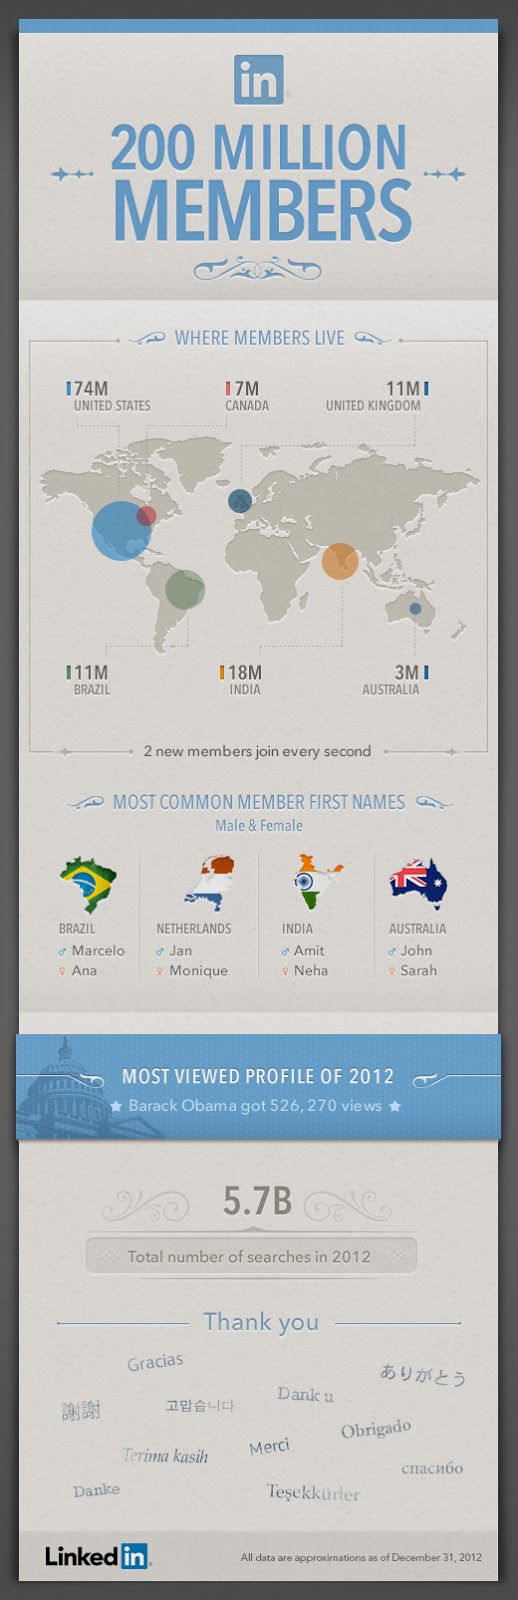 in
200 MILLION
MEMBERS
WHERE MEMBERS LIVE
74M
UNITED STATES
7M
CANADA
11M
UNITED KINGDOM
11M
BRAZIL
18M
INDIA
3M
AUSTRALIA
2 new members join every second
MOST COMMON MEMBER FIRST NAMES
Male & Female
BRAZIL
♂ Marcelo
♀ Ana
NETHERLANDS
♂ Jan
♀ Monique
INDIA
♂ Amit
♀ Neha
AUSTRALIA
♂ John
♀ Sarah
MOST VIEWED PROFILE OF 2012
★ Barack Obama got 526, 270 views ★
5.7B
Total number of searches in 2012
Thank you
Gracias
ありがとう
謝謝
고맙습니다
Dank u
Obrigado
Terima kasih
Merci
спасибо
Danke
Teşekkürler
Linked in
All data are approximations as of December 31, 2012